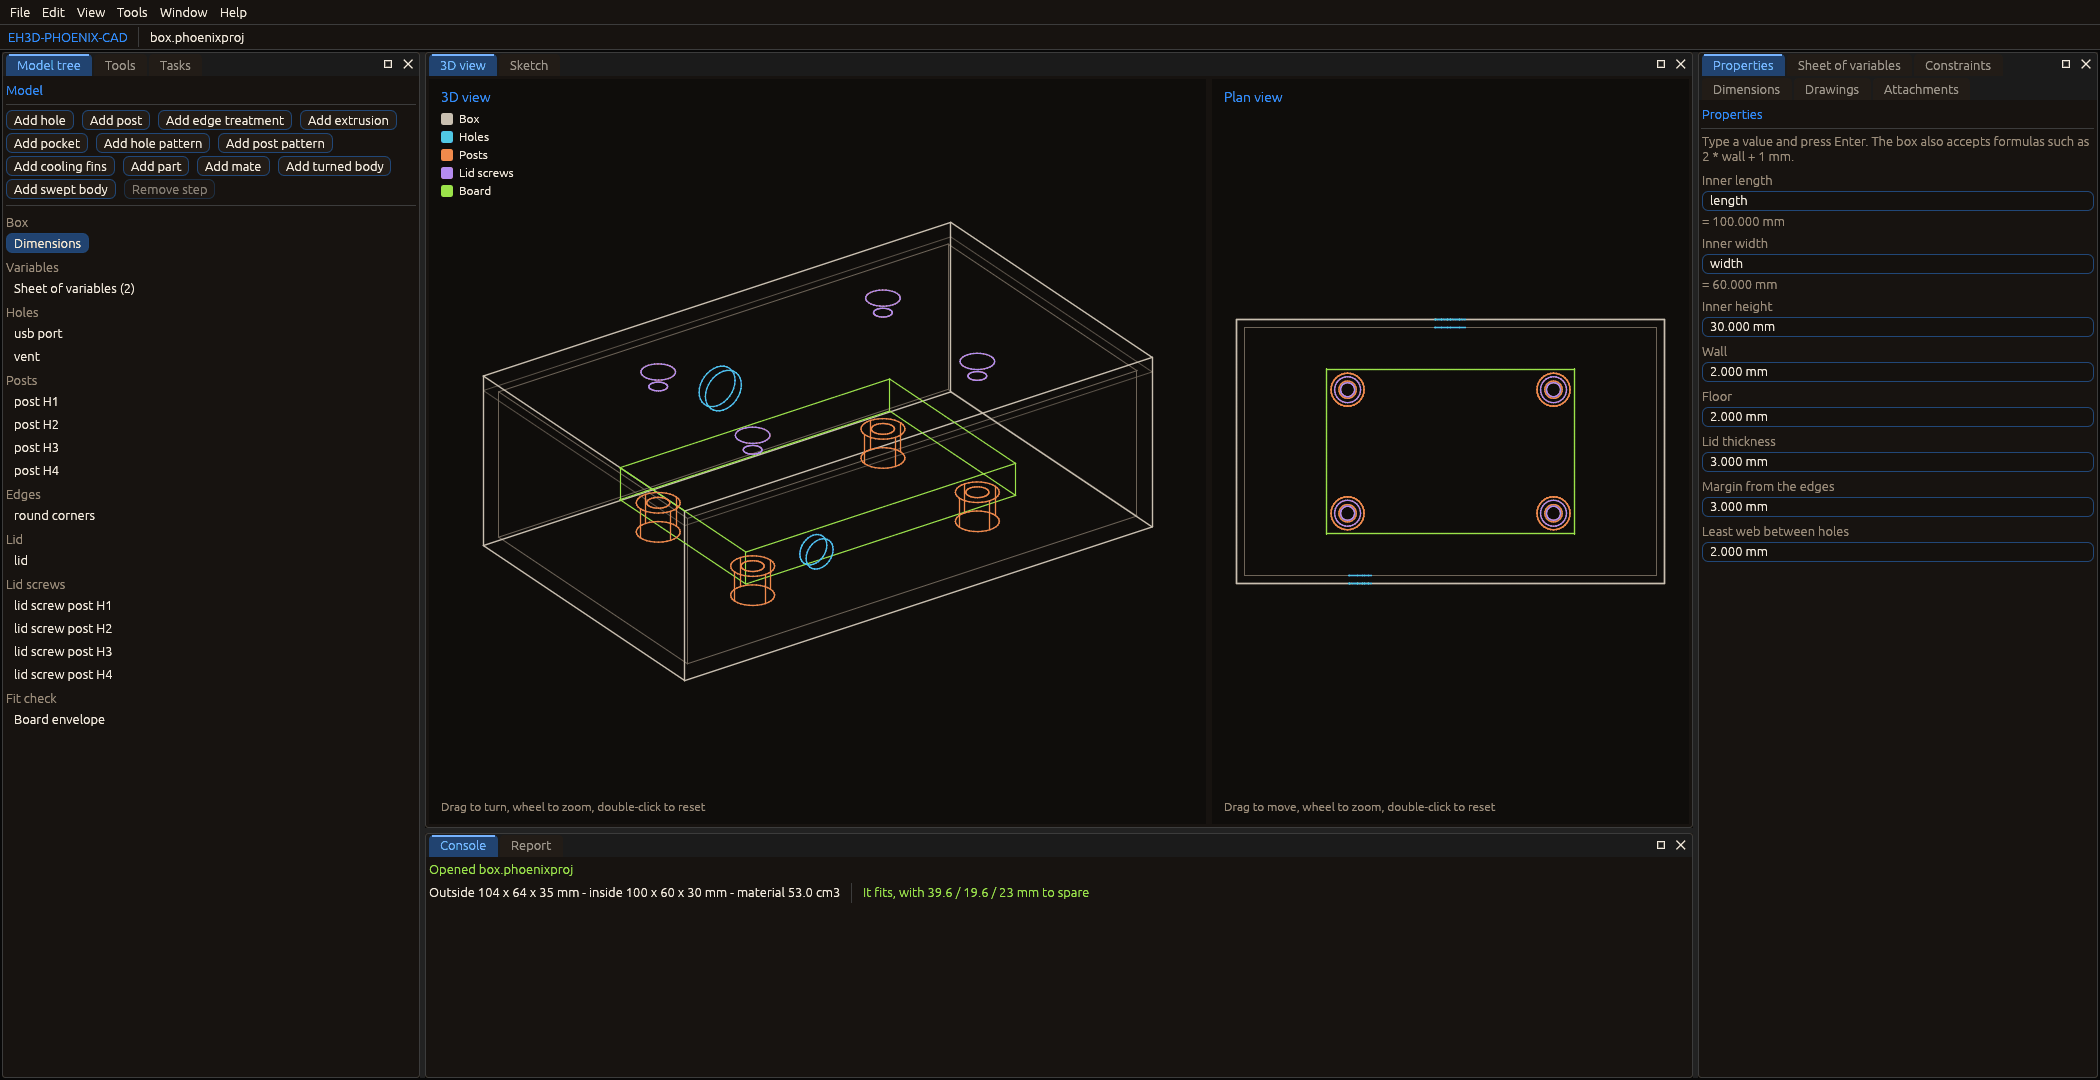 File Edit View Tools Window Help
EH3D-PHOENIX-CAD box.phoenixproj
Model tree Tools Tasks
Model
Add hole Add post Add edge treatment Add extrusion
Add pocket Add hole pattern Add post pattern
Add cooling fins Add part Add mate Add turned body
Add swept body Remove step
Box
Dimensions
Variables
Sheet of variables (2)
Holes
usb port
vent
Posts
post H1
post H2
post H3
post H4
Edges
round corners
Lid
lid
Lid screws
lid screw post H1
lid screw post H2
lid screw post H3
lid screw post H4
Fit check
Board envelope
3D view Sketch
3D view
Box
Holes
Posts
Lid screws
Board
Drag to turn, wheel to zoom, double-click to reset
Plan view
Drag to move, wheel to zoom, double-click to reset
Console Report
Opened box.phoenixproj
Outside 104 x 64 x 35 mm - inside 100 x 60 x 30 mm - material 53.0 cm3 It fits, with 39.6 / 19.6 / 23 mm to spare
Properties Sheet of variables Constraints
Dimensions Drawings Attachments
Properties
Type a value and press Enter. The box also accepts formulas such as
2 * wall + 1 mm.
Inner length
length
= 100.000 mm
Inner width
width
= 60.000 mm
Inner height
30.000 mm
Wall
2.000 mm
Floor
2.000 mm
Lid thickness
3.000 mm
Margin from the edges
3.000 mm
Least web between holes
2.000 mm